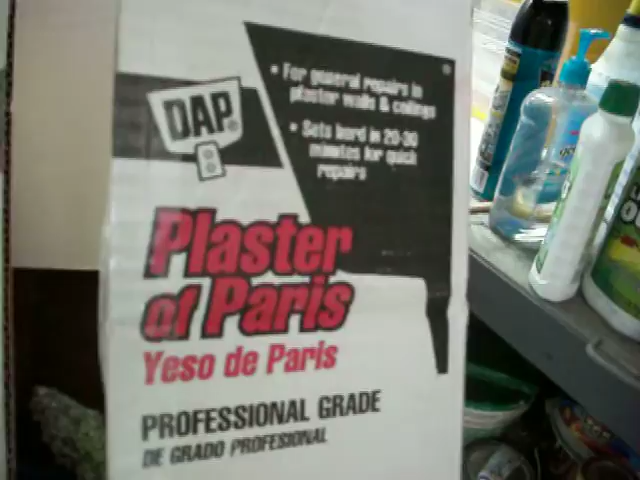 DAP®
• For general repairs in
plaster walls & ceilings
• Sets hard in 20-30
minutes for quick
repairs
Plaster
of Paris
Yeso de Paris
PROFESSIONAL GRADE
DE GRADO PROFESIONAL